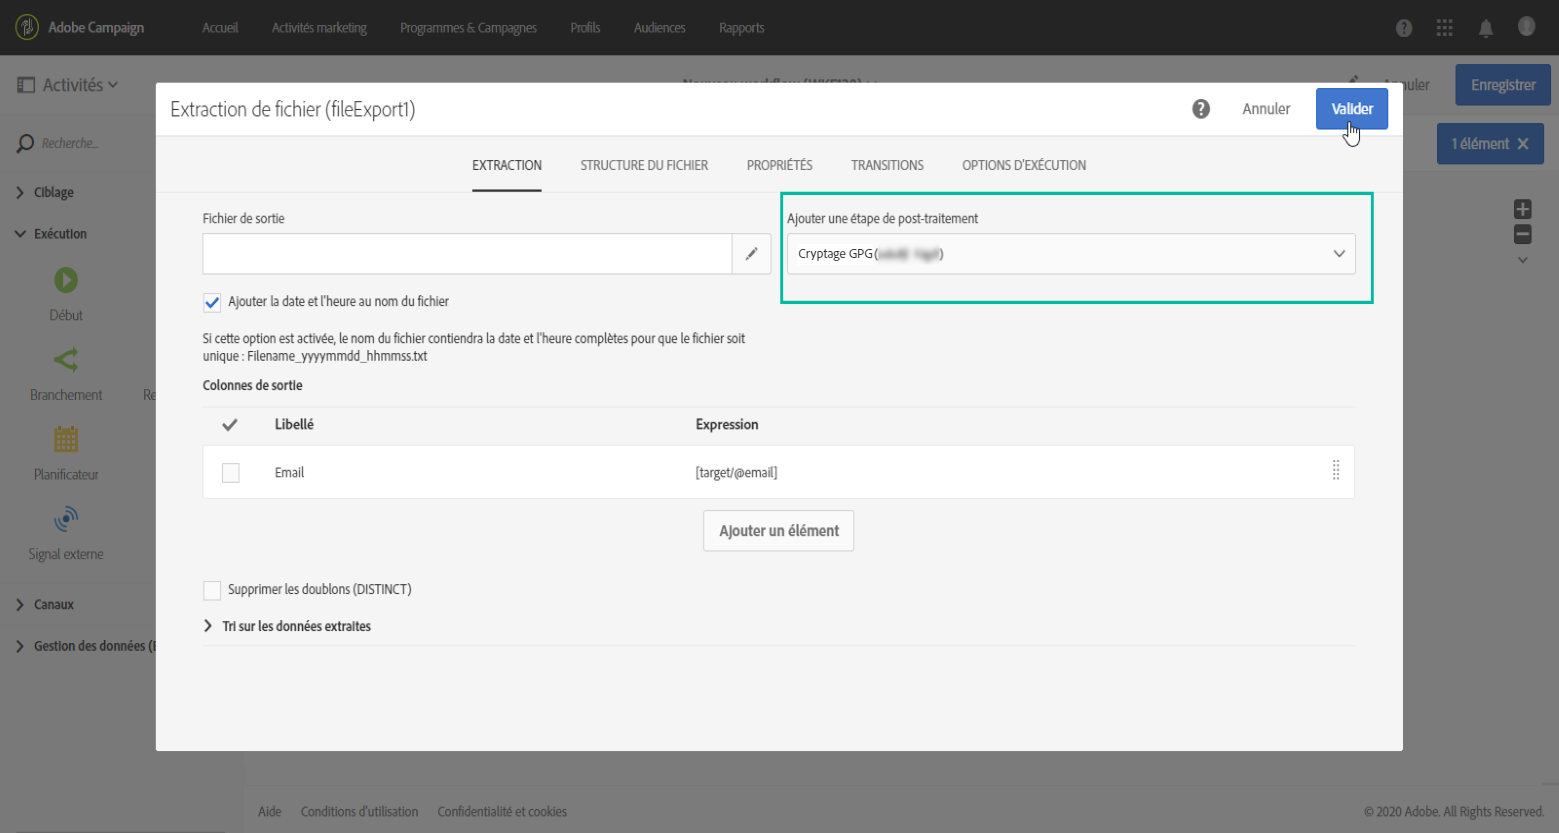 Adobe Campaign
Accueil
Activités marketing
Programmes & Campagnes
Profils
Audiences
Rapports
Activités
Annuler
Enregistrer
Extraction de fichier (fileExport1)
Annuler
Valider
Recherche...
1 élément
EXTRACTION
STRUCTURE DU FICHIER
PROPRIÉTÉS
TRANSITIONS
OPTIONS D'EXÉCUTION
Ciblage
Exécution
Début
Branchement
Re
Planificateur
Signal externe
Canaux
Gestion des données (E
Fichier de sortie
Ajouter une étape de post-traitement
Cryptage GPG( )
Ajouter la date et l'heure au nom du fichier
Si cette option est activée, le nom du fichier contiendra la date et l'heure complètes pour que le fichier soit
unique : Filename_yyyymmdd_hhmmss.txt
Colonnes de sortie
Libellé
Expression
Email
[target/@email]
Ajouter un élément
Supprimer les doublons (DISTINCT)
Tri sur les données extraites
Aide
Conditions d'utilisation
Confidentialité et cookies
© 2020 Adobe. All Rights Reserved.